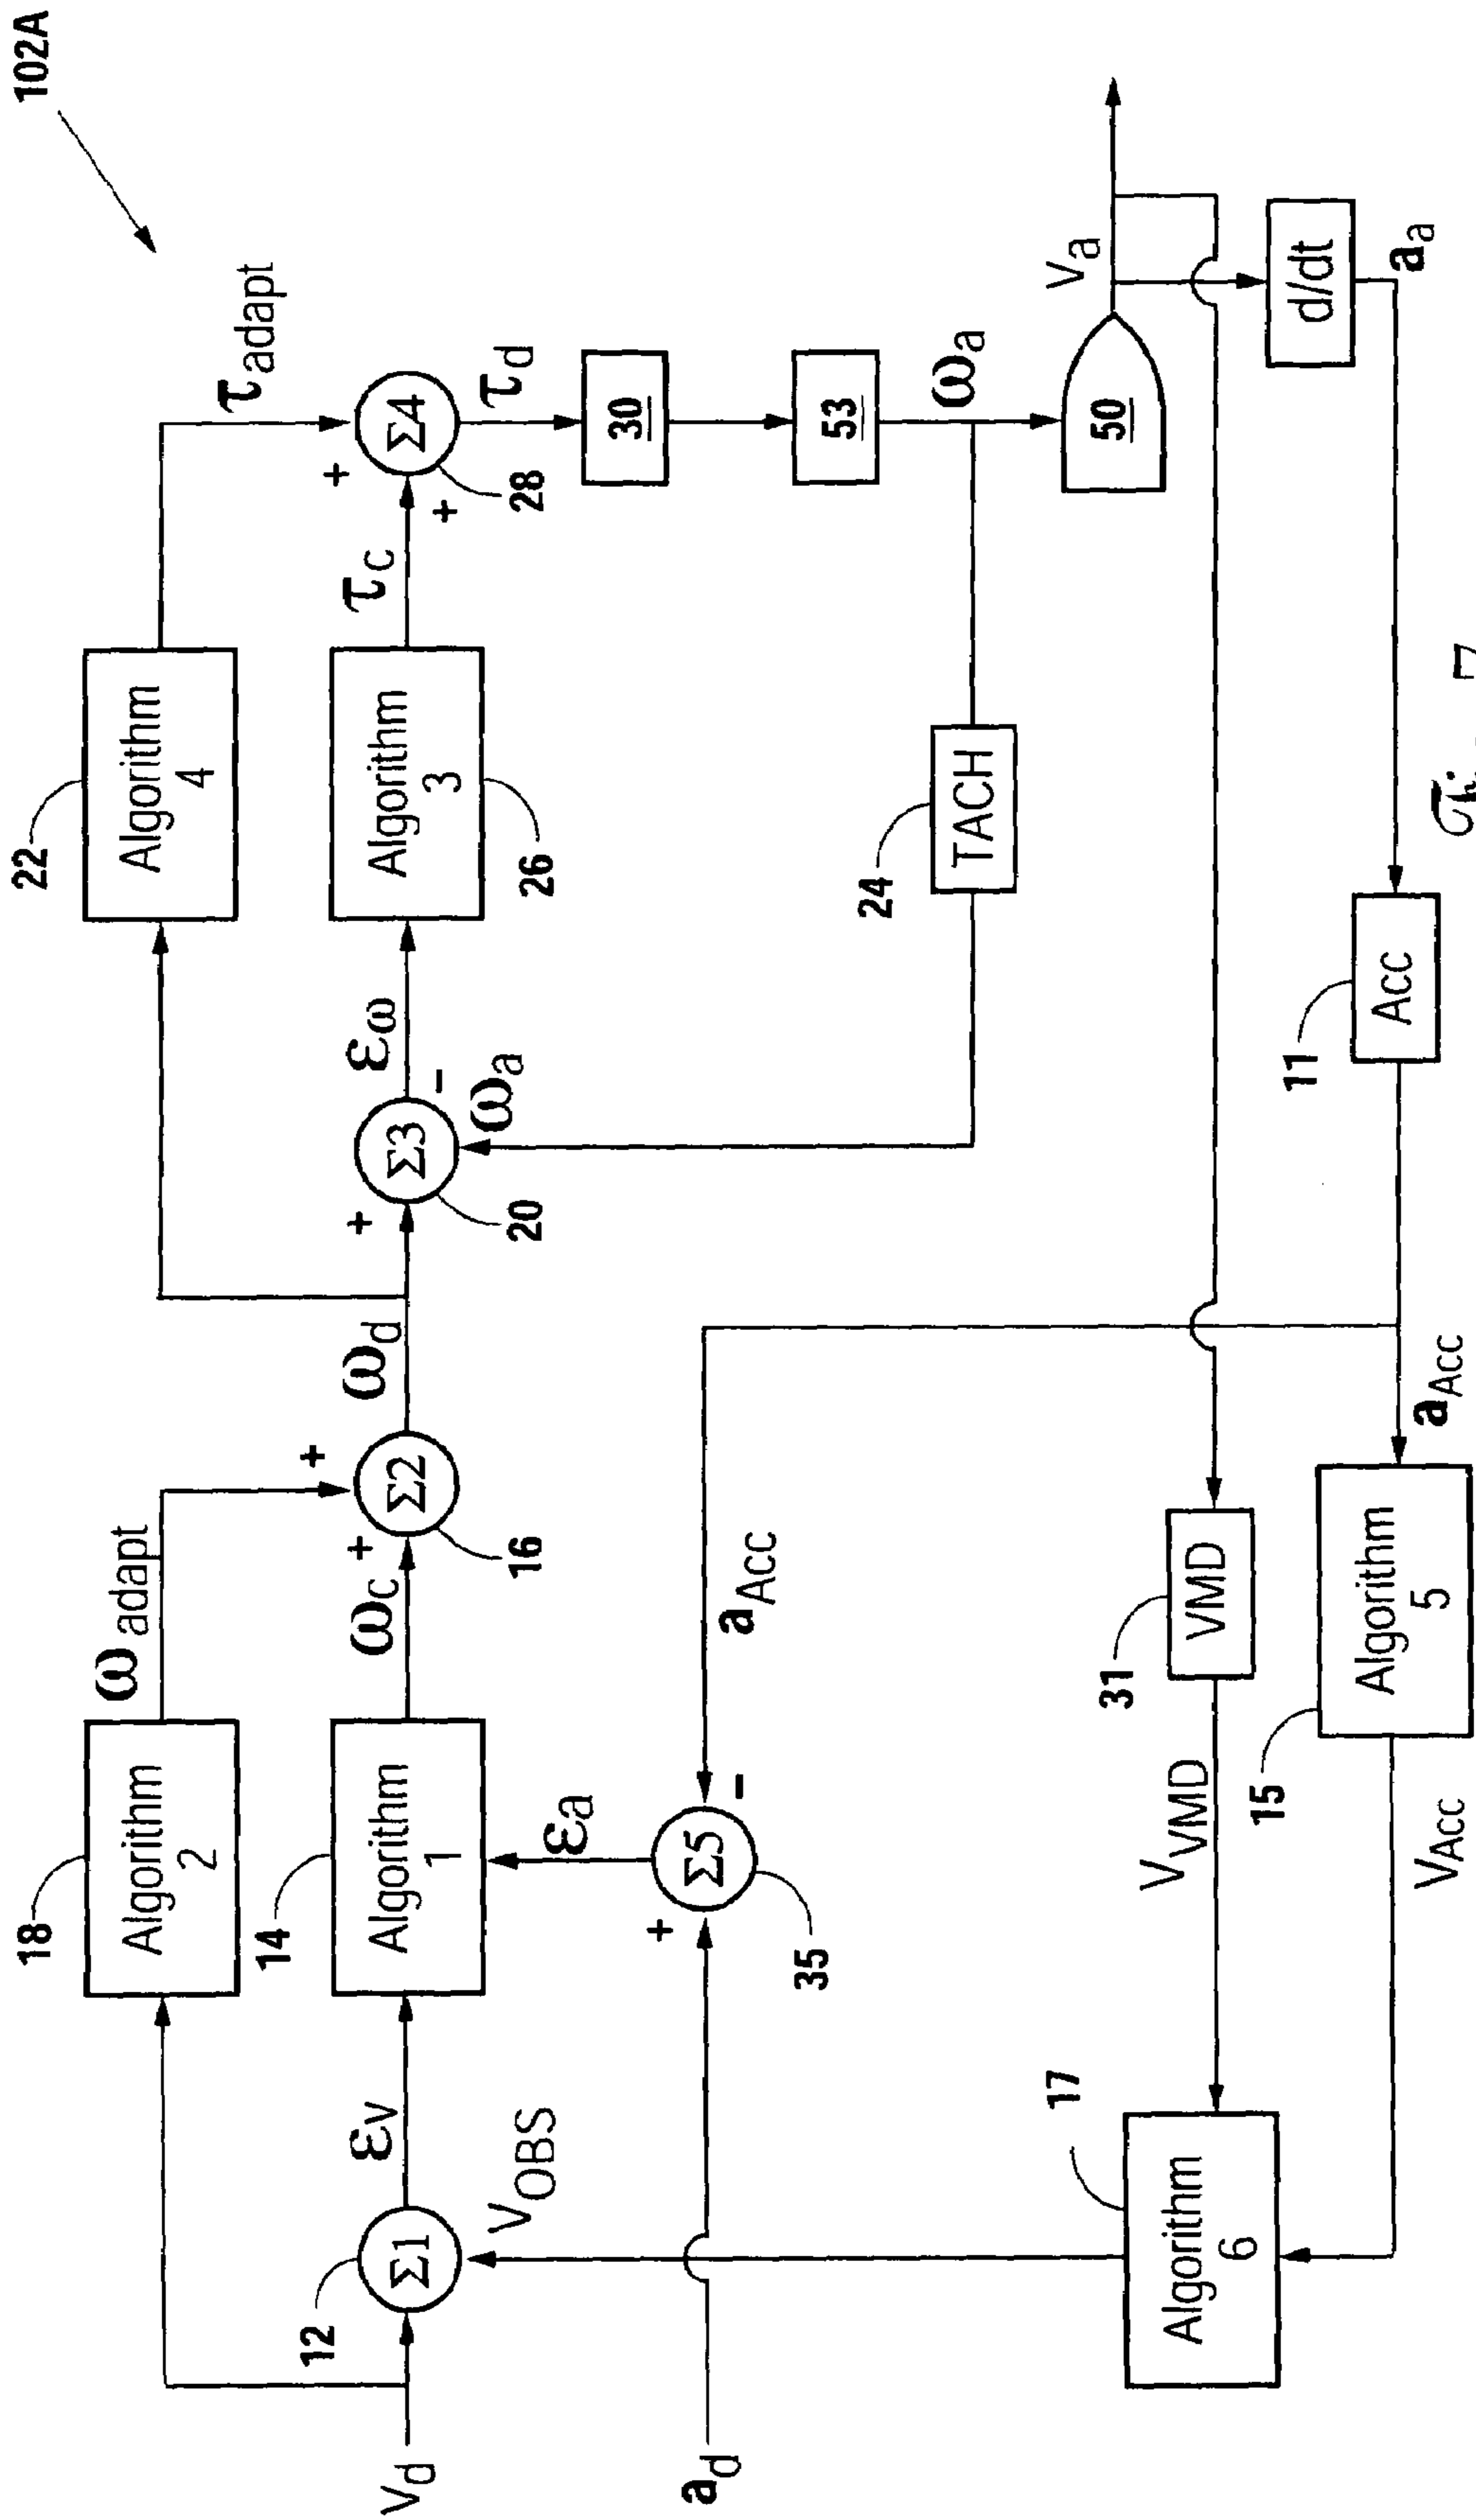 102A
22
Algorithm
4
τadapt
18
Algorithm
2
ωadapt
+
+
Σ4
28
τd
30
53
ωa
50
Va
d/dt
aa
Vd
12
Σ1
εv
14
Algorithm
1
ωc
+
+
Σ2
16
ωd
+
Σ3
20
-
εω
ωa
Algorithm
3
26
τc
VOBS
εa
ad
+
Σ5
35
-
aAcc
24
TACH
17
Algorithm
6
VVMD
31
VMD
VAcc
15
Algorithm
5
aAcc
11
Acc